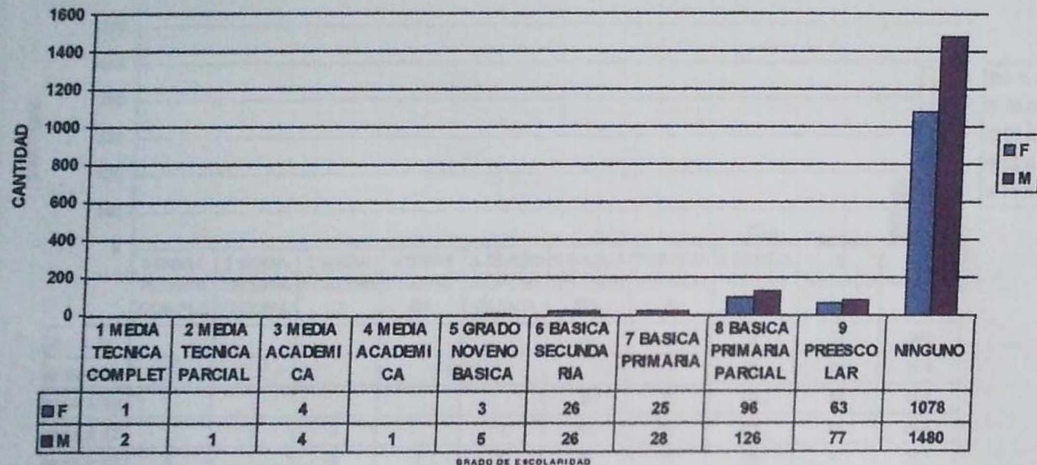 1600
1400
1200
1000
800
600
400
200
0
CANTIDAD
F
M
1 MEDIA TECNICA COMPLET
2 MEDIA TECNICA PARCIAL
3 MEDIA ACADEMI CA
4 MEDIA ACADEMI CA
5 GRADO NOVENO BASICA
6 BASICA SECUNDA RIA
7 BASICA PRIMARIA
8 BASICA PRIMARIA PARCIAL
9 PREESCO LAR
NINGUNO
F 1 4 3 26 25 96 63 1078
M 2 1 4 1 5 26 28 126 77 1480
GRADO DE ESCOLARIDAD